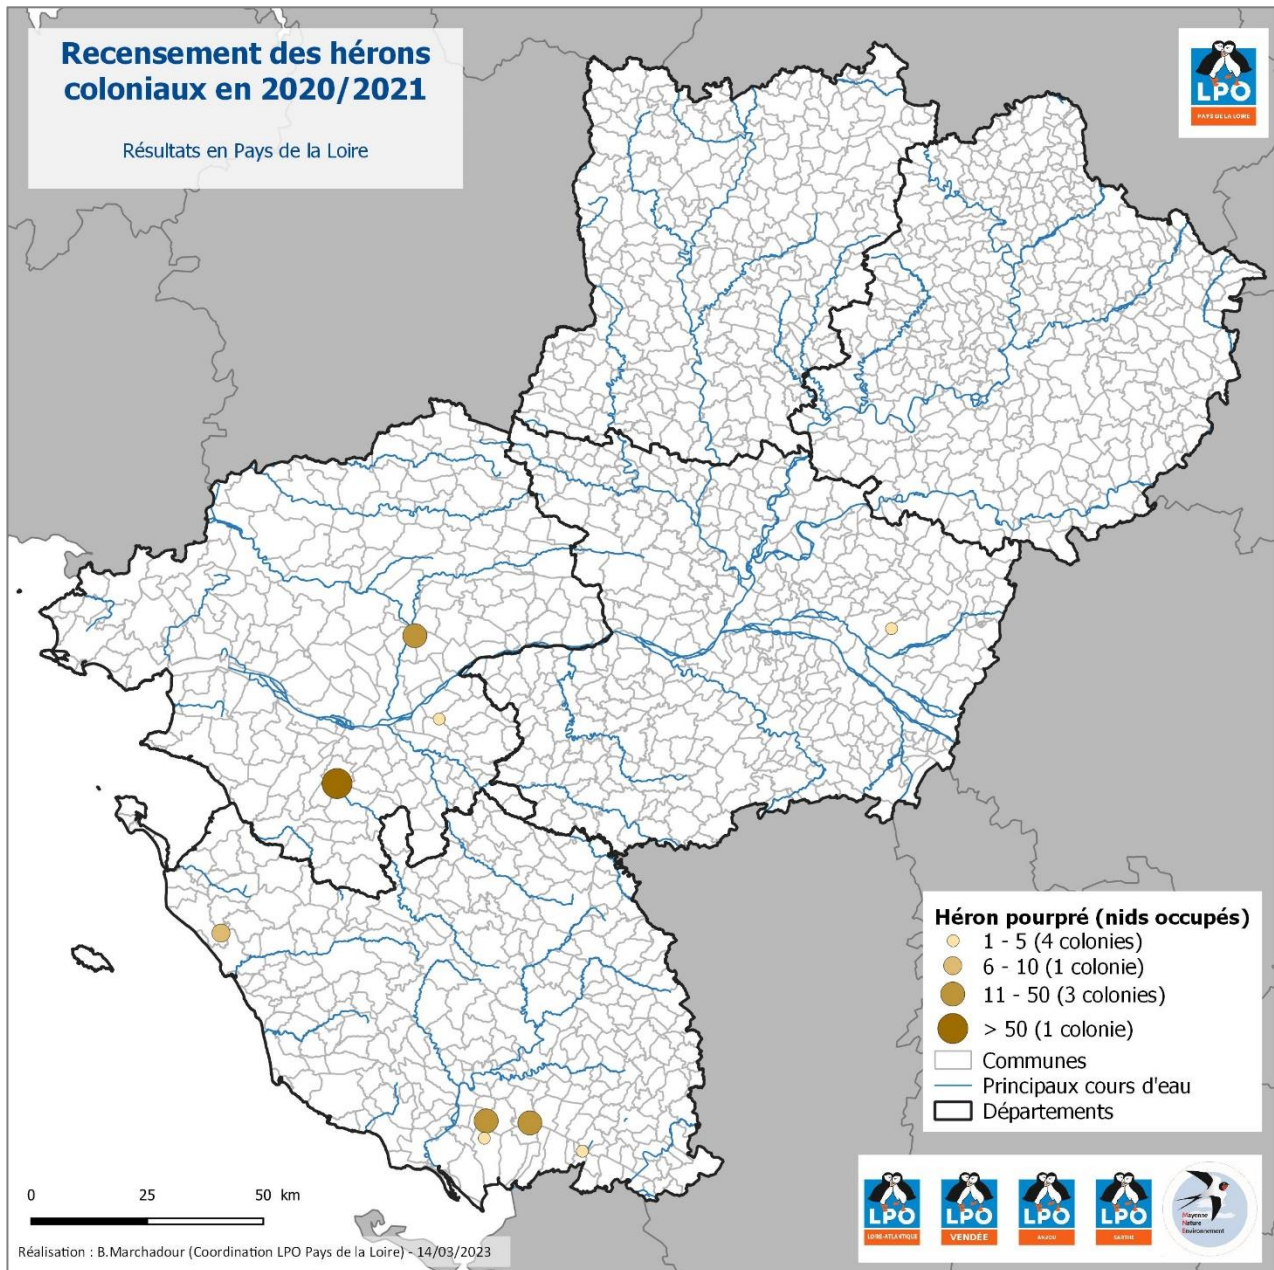 Recensement des hérons
coloniaux en 2020/2021
Résultats en Pays de la Loire
LPO
PAYS DE LA LOIRE
Héron pourpré (nids occupés)
1 - 5 (4 colonies)
6 - 10 (1 colonie)
11 - 50 (3 colonies)
> 50 (1 colonie)
Communes
Principaux cours d'eau
Départements
0 25 50 km
Réalisation : B.Marchadour (Coordination LPO Pays de la Loire) - 14/03/2023
LPO
LOIRE-ATLANTIQUE
LPO
VENDÉE
LPO
ANJOU
LPO
SARTHE
Mayenne
Nature
Environnement